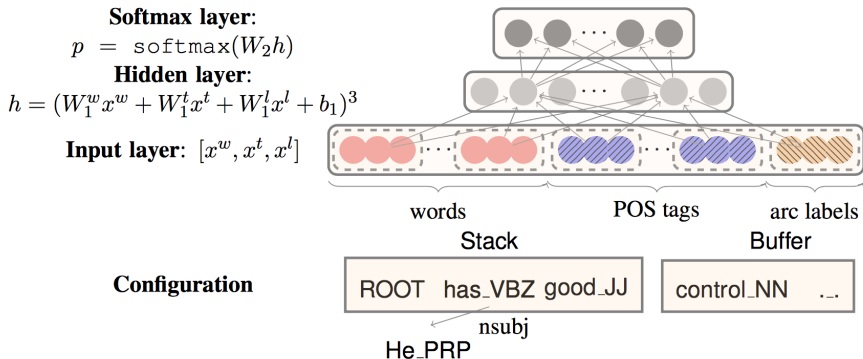 Softmax layer:
p = softmax(W₂h)
Hidden layer:
h = (W₁ʷxʷ + W₁ᵗxᵗ + W₁ˡxˡ + b₁)³
Input layer: [xʷ, xᵗ, xˡ]
··· ··· ···
words POS tags arc labels
Stack Buffer
Configuration
ROOT has_VBZ good_JJ control_NN ._.
nsubj
He_PRP